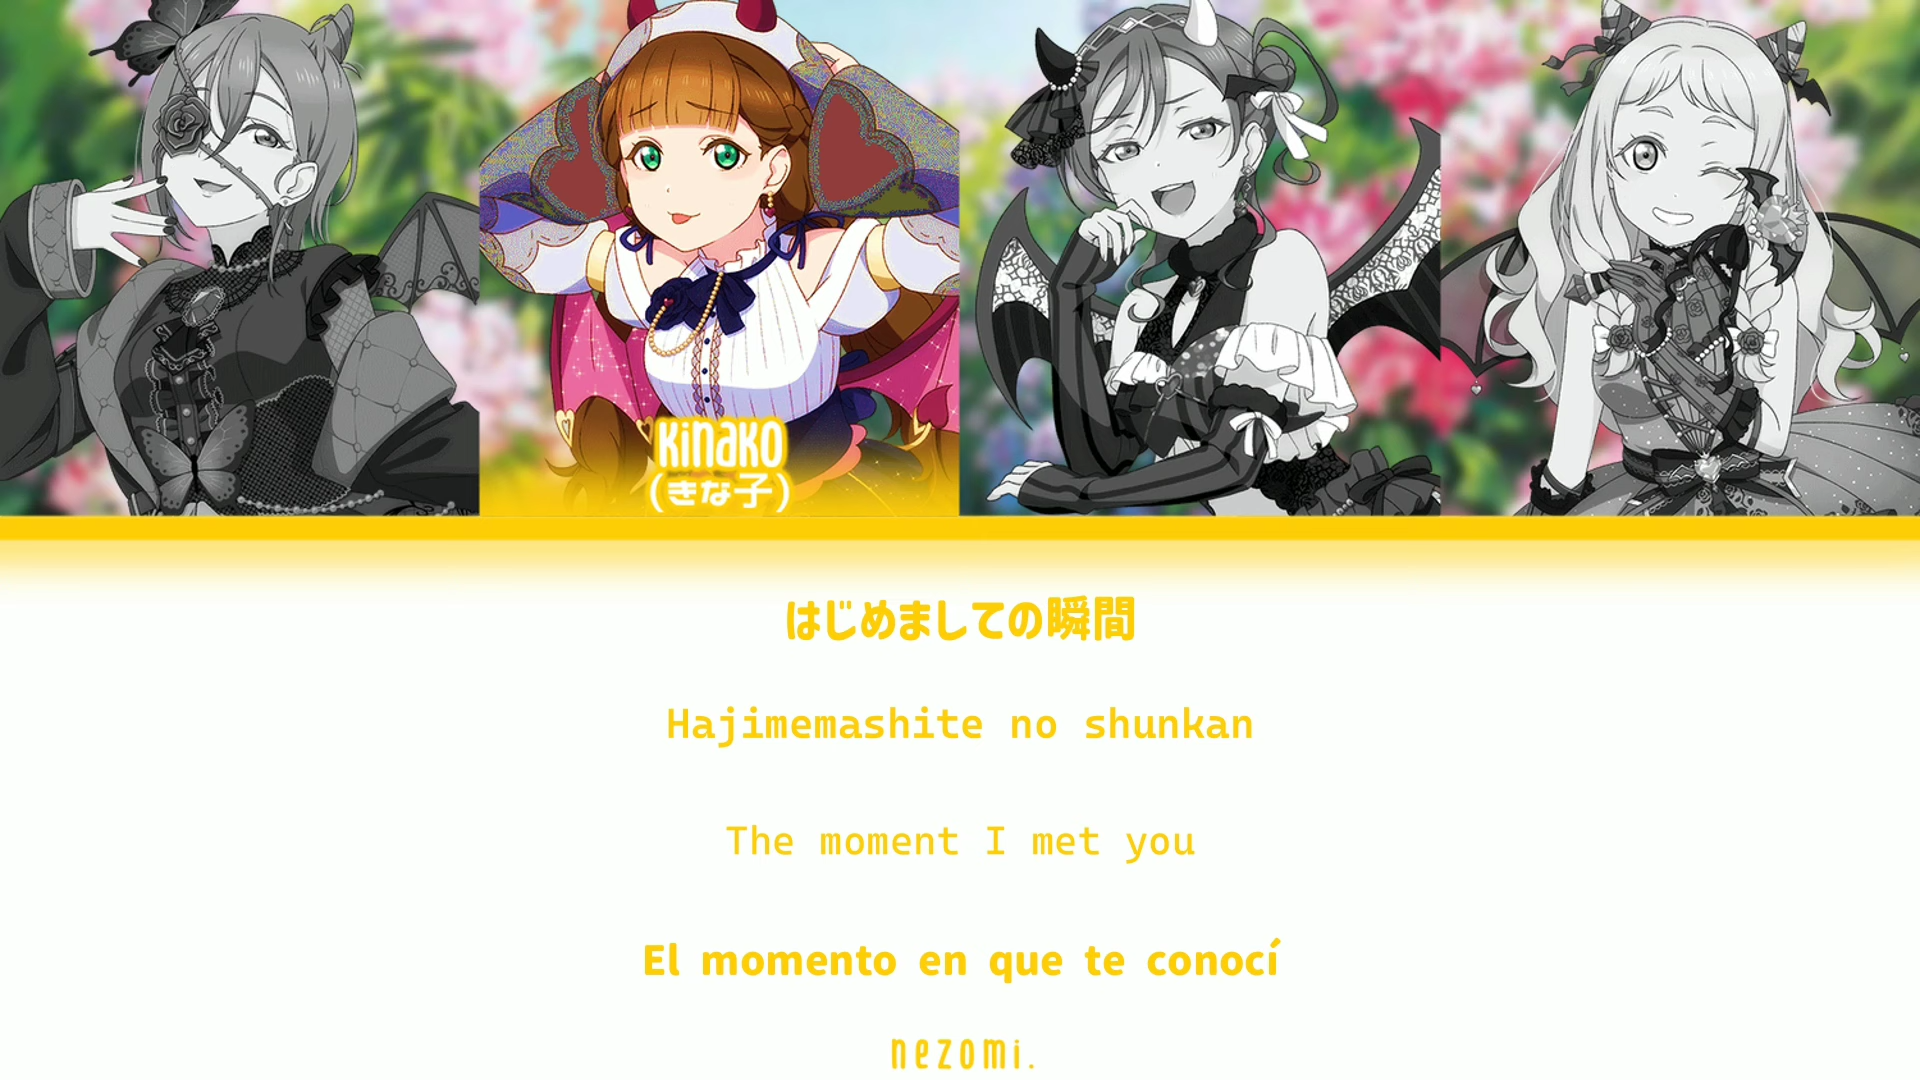 Kinako
(きな子)
はじめましての瞬間
Hajimemashite no shunkan
The moment I met you
El momento en que te conocí
nezomi.